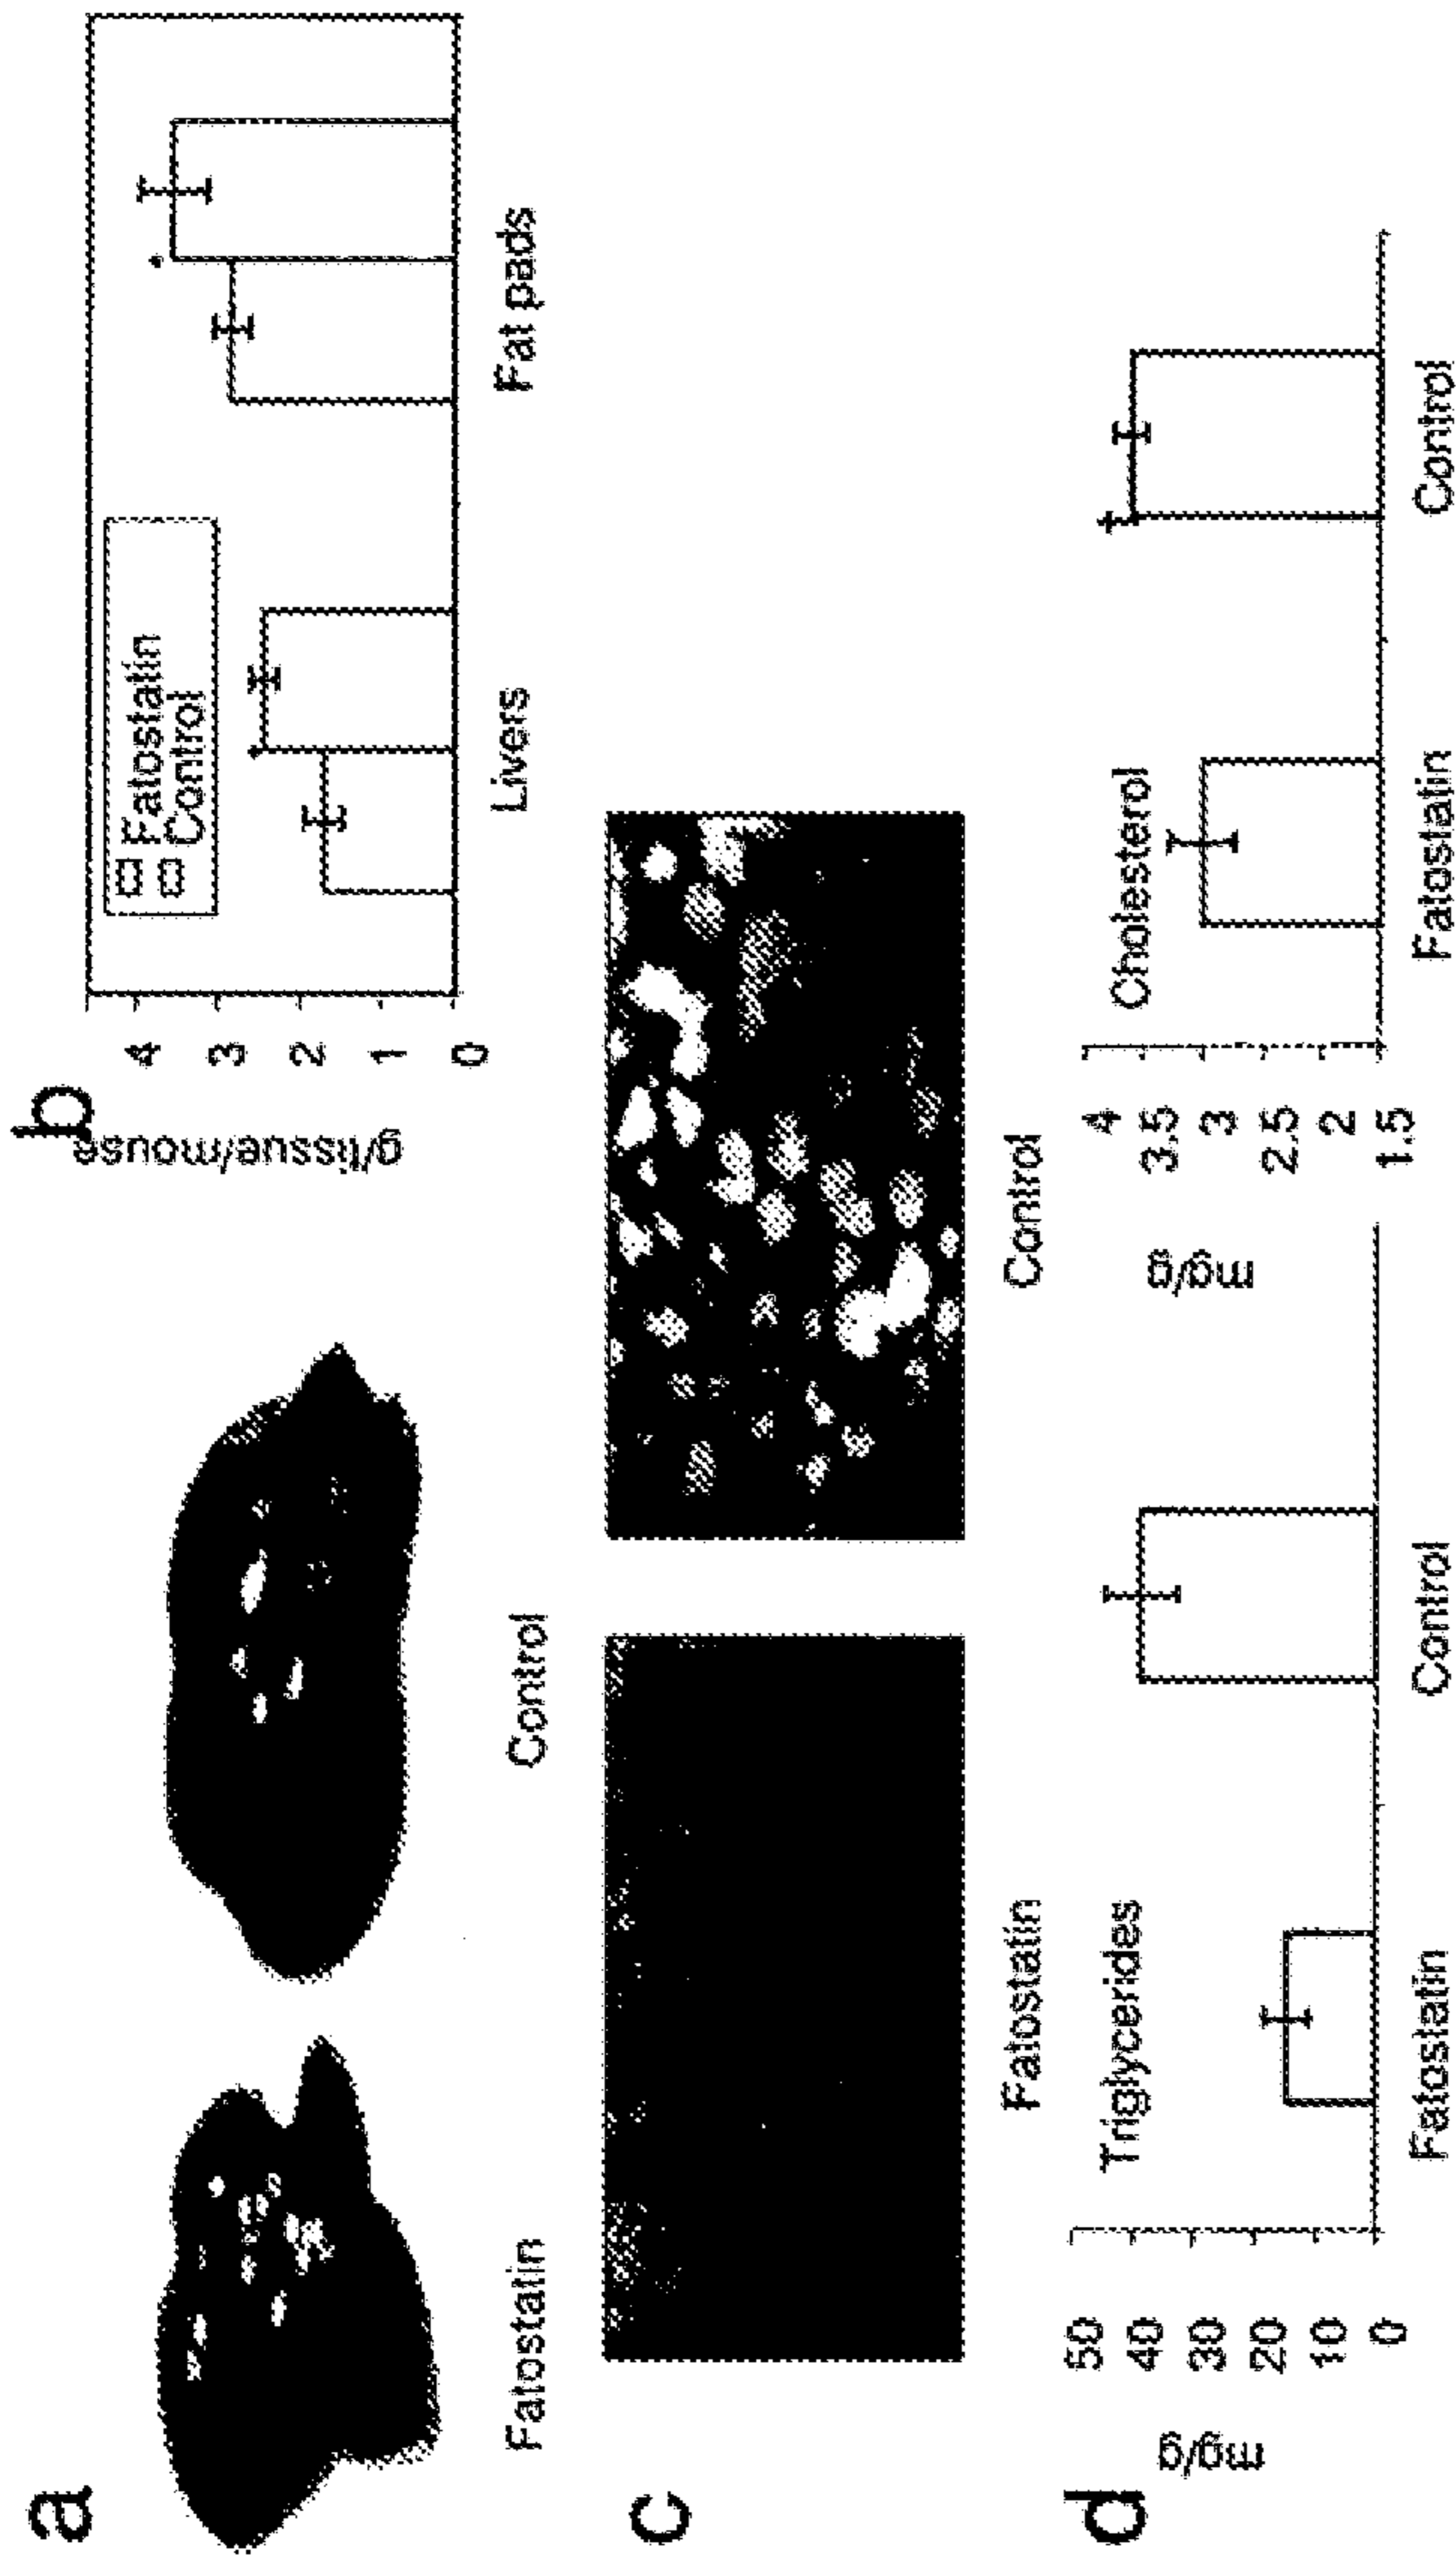 a
Fatostatin
Control
b
g/tissue/mouse
4
3
2
1
0
Fatostatin
Control
Livers
Fat pads
c
Fatostatin
Control
d
mg/g
50
40
30
20
10
0
Triglycerides
Fatostatin
Control
mg/g
4
3.5
3
2.5
2
1.5
Cholesterol
Fatostatin
Control